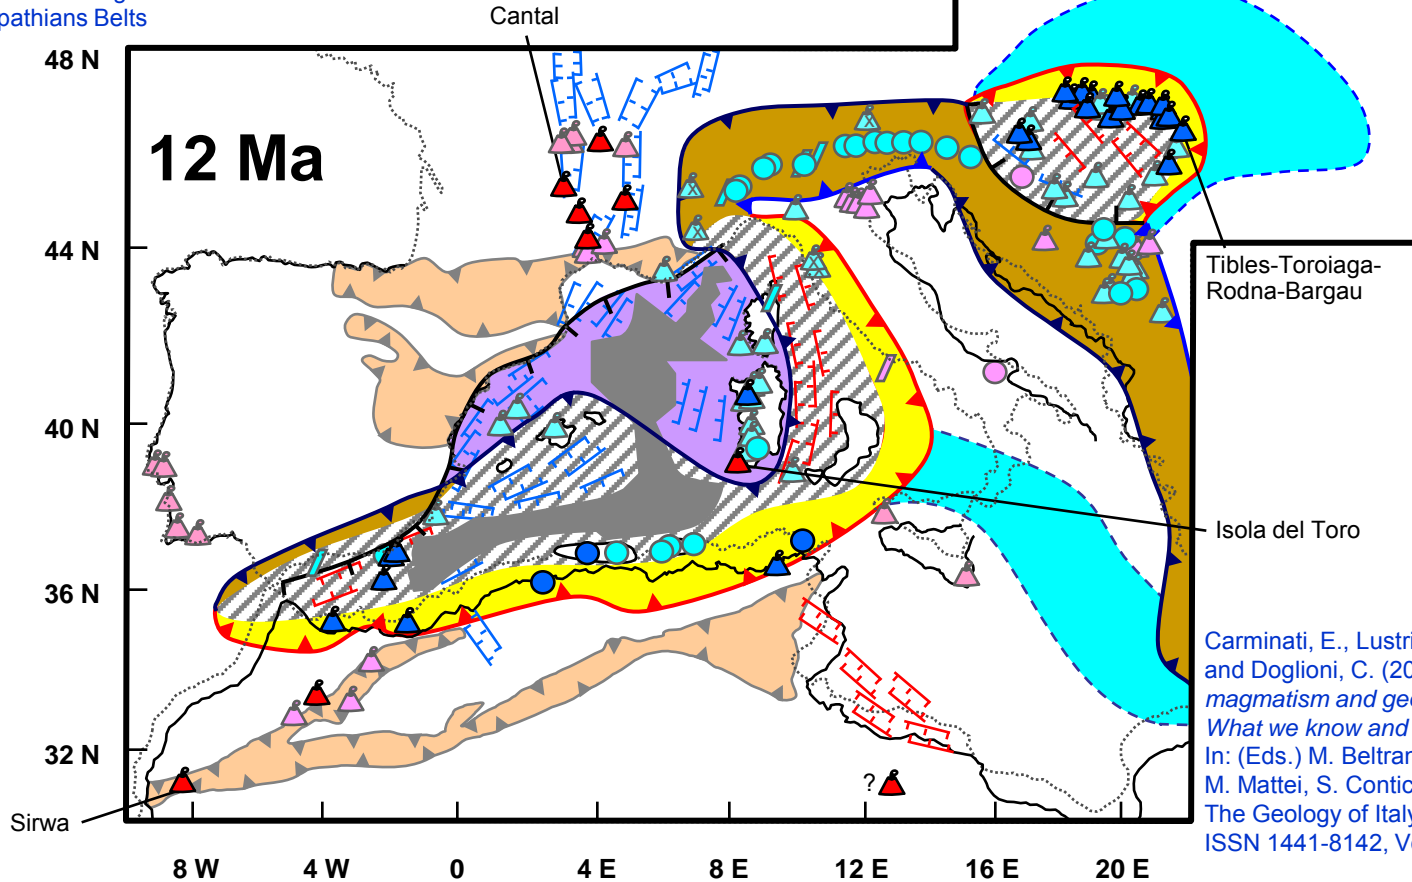 pathians Belts
Cantal
48 N
12 Ma
44 N
Tibles-Toroiaga-
Rodna-Bargau
40 N
Isola del Toro
36 N
Carminati, E., Lustri
and Doglioni, C. (20
magmatism and geo
What we know and
In: (Eds.) M. Beltran
M. Mattei, S. Contic
The Geology of Italy
ISSN 1441-8142, Vo
32 N
?
Sirwa
8 W
4 W
0
4 E
8 E
12 E
16 E
20 E